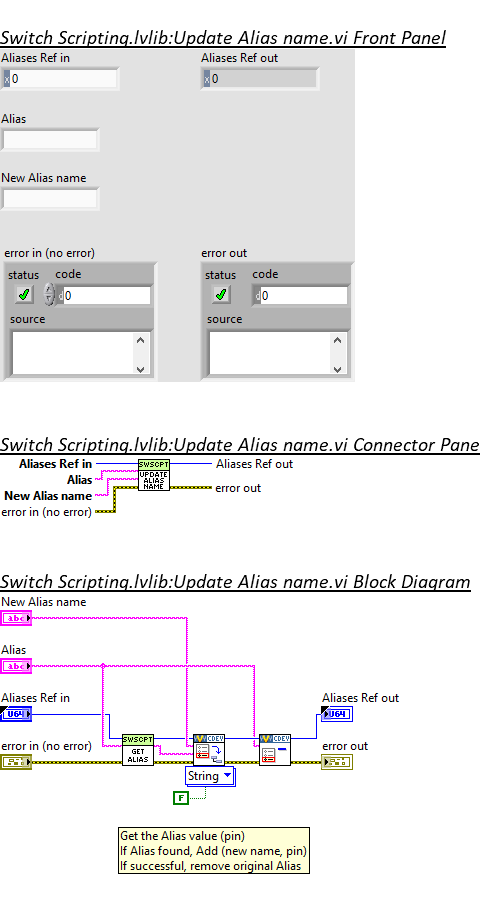 Switch Scripting.lvlib:Update Alias name.vi Front Panel
Aliases Ref in
Aliases Ref out
x 0
x 0
Alias
New Alias name
error in (no error)
error out
status code
status code
d 0
d 0
source
source
Switch Scripting.lvlib:Update Alias name.vi Connector Pane
Aliases Ref in
Aliases Ref out
Alias
New Alias name
error in (no error)
error out
SWSCPT
UPDATE
ALIAS
NAME
Switch Scripting.lvlib:Update Alias name.vi Block Diagram
New Alias name
abc
Alias
abc
Aliases Ref in
Aliases Ref out
U64
U64
error in (no error)
error out
SWSCPT
GET
ALIAS
CDEV
CDEV
String
F
Get the Alias value (pin)
If Alias found, Add (new name, pin)
If successful, remove original Alias